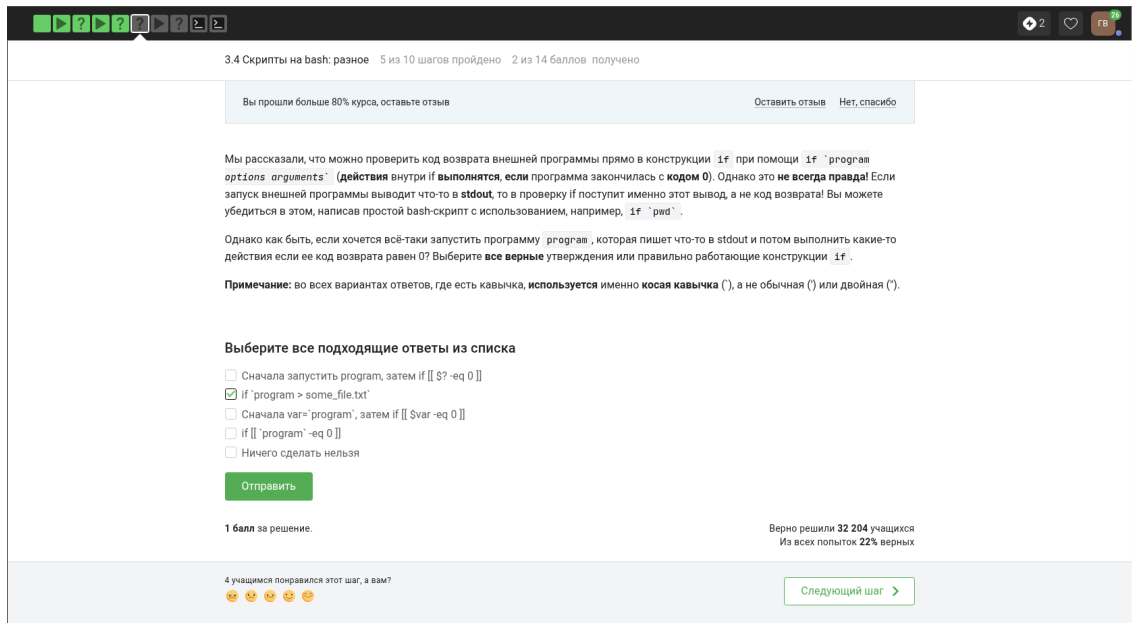 2
ГВ
26
3.4 Скрипты на bash: разное 5 из 10 шагов пройдено 2 из 14 баллов получено
Вы прошли больше 80% курса, оставьте отзыв Оставить отзыв Нет, спасибо
Мы рассказали, что можно проверить код возврата внешней программы прямо в конструкции if при помощи if `program
options arguments` (действия внутри if выполнятся, если программа закончилась с кодом 0). Однако это не всегда правда! Если
запуск внешней программы выводит что-то в stdout, то в проверку if поступит именно этот вывод, а не код возврата! Вы можете
убедиться в этом, написав простой bash-скрипт с использованием, например, if `pwd` .
Однако как быть, если хочется всё-таки запустить программу program , которая пишет что-то в stdout и потом выполнить какие-то
действия если ее код возврата равен 0? Выберите все верные утверждения или правильно работающие конструкции if .
Примечание: во всех вариантах ответов, где есть кавычка, используется именно косая кавычка (`), а не обычная (') или двойная (").
Выберите все подходящие ответы из списка
Сначала запустить program, затем if [[ $? -eq 0 ]]
if `program > some_file.txt`
Сначала var=`program`, затем if [[ $var -eq 0 ]]
if [[ `program` -eq 0 ]]
Ничего сделать нельзя
Отправить
1 балл за решение. Верно решили 32 204 учащихся
Из всех попыток 22% верных
4 учащимся понравился этот шаг, а вам?
Следующий шаг